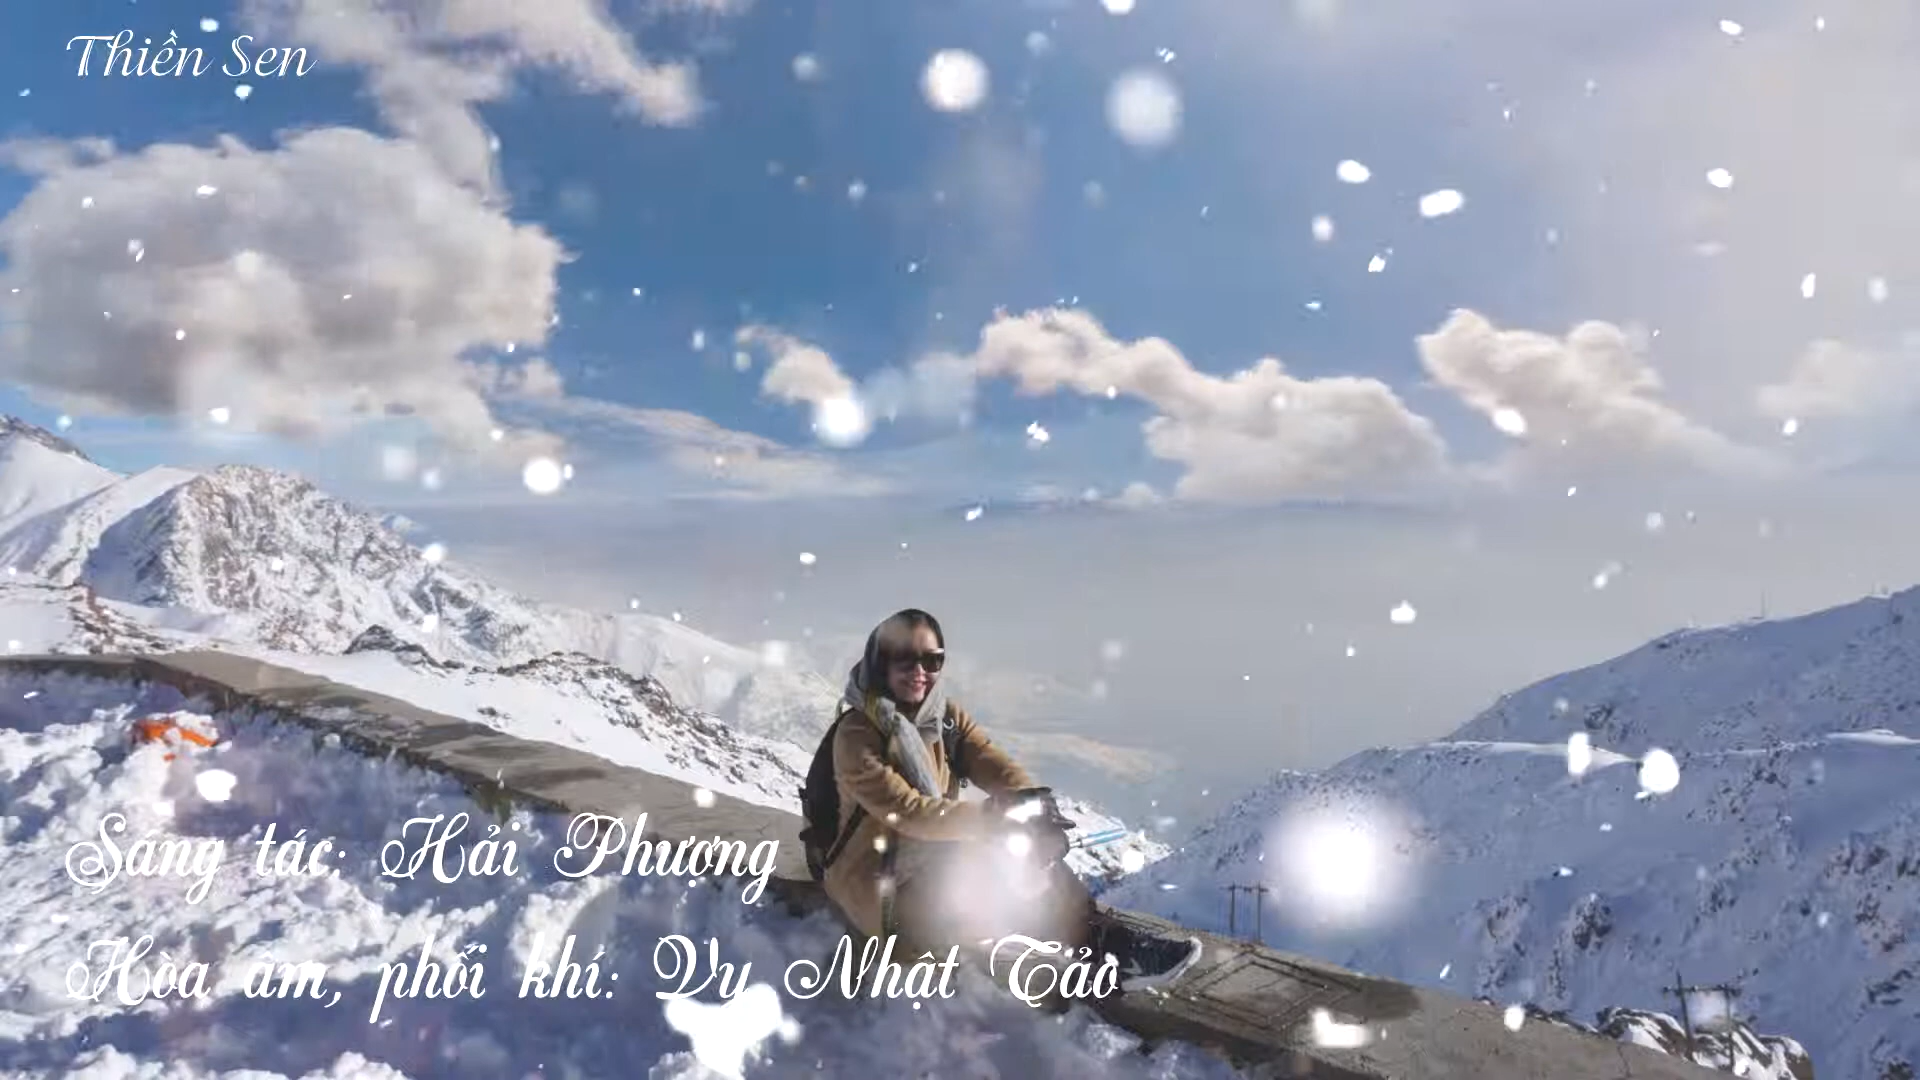 Thiền Sen
Sáng tác: Hải Phượng
Hòa âm, phối khí: Vy Nhật Tảo